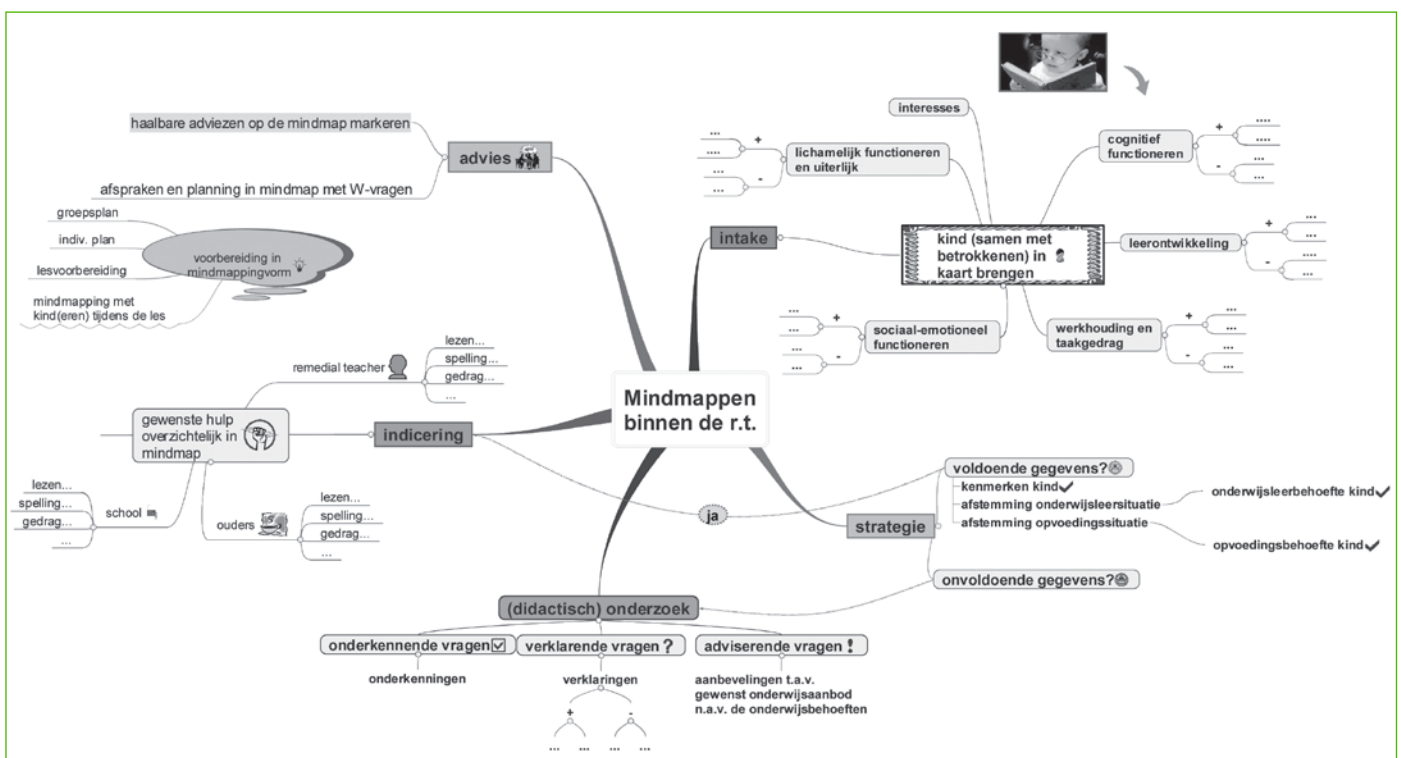 Mindmappen
binnen de r.t.
intake
kind (samen met
betrokkenen) in
kaart brengen
interesses
cognitief
functioneren
+
....
....
-
...
...
leerontwikkeling
+
...
...
-
....
...
werkhouding en
taakgedrag
+
...
...
-
...
...
sociaal-emotioneel
functioneren
+
...
...
-
...
...
lichamelijk functioneren
en uiterlijk
+
...
....
-
...
...
strategie
voldoende gegevens?
kenmerken kind
afstemming onderwijsleersituatie
onderwijsleerbehoefte kind
afstemming opvoedingssituatie
opvoedingsbehoefte kind
onvoldoende gegevens?
ja
(didactisch) onderzoek
onderkennende vragen
onderkenningen
verklarende vragen ?
verklaringen
+
-
... ... ... ...
adviserende vragen !
aanbevelingen t.a.v.
gewenst onderwijsaanbod
n.a.v. de onderwijsbehoeften
indicering
gewenste hulp
overzichtelijk in
mindmap
remedial teacher
lezen...
spelling...
gedrag...
...
ouders
lezen...
spelling...
gedrag...
...
school
lezen...
spelling...
gedrag...
...
advies
haalbare adviezen op de mindmap markeren
afspraken en planning in mindmap met W-vragen
voorbereiding in
mindmappingvorm
groepsplan
indiv. plan
lesvoorbereiding
mindmapping met
kind(eren) tijdens de les